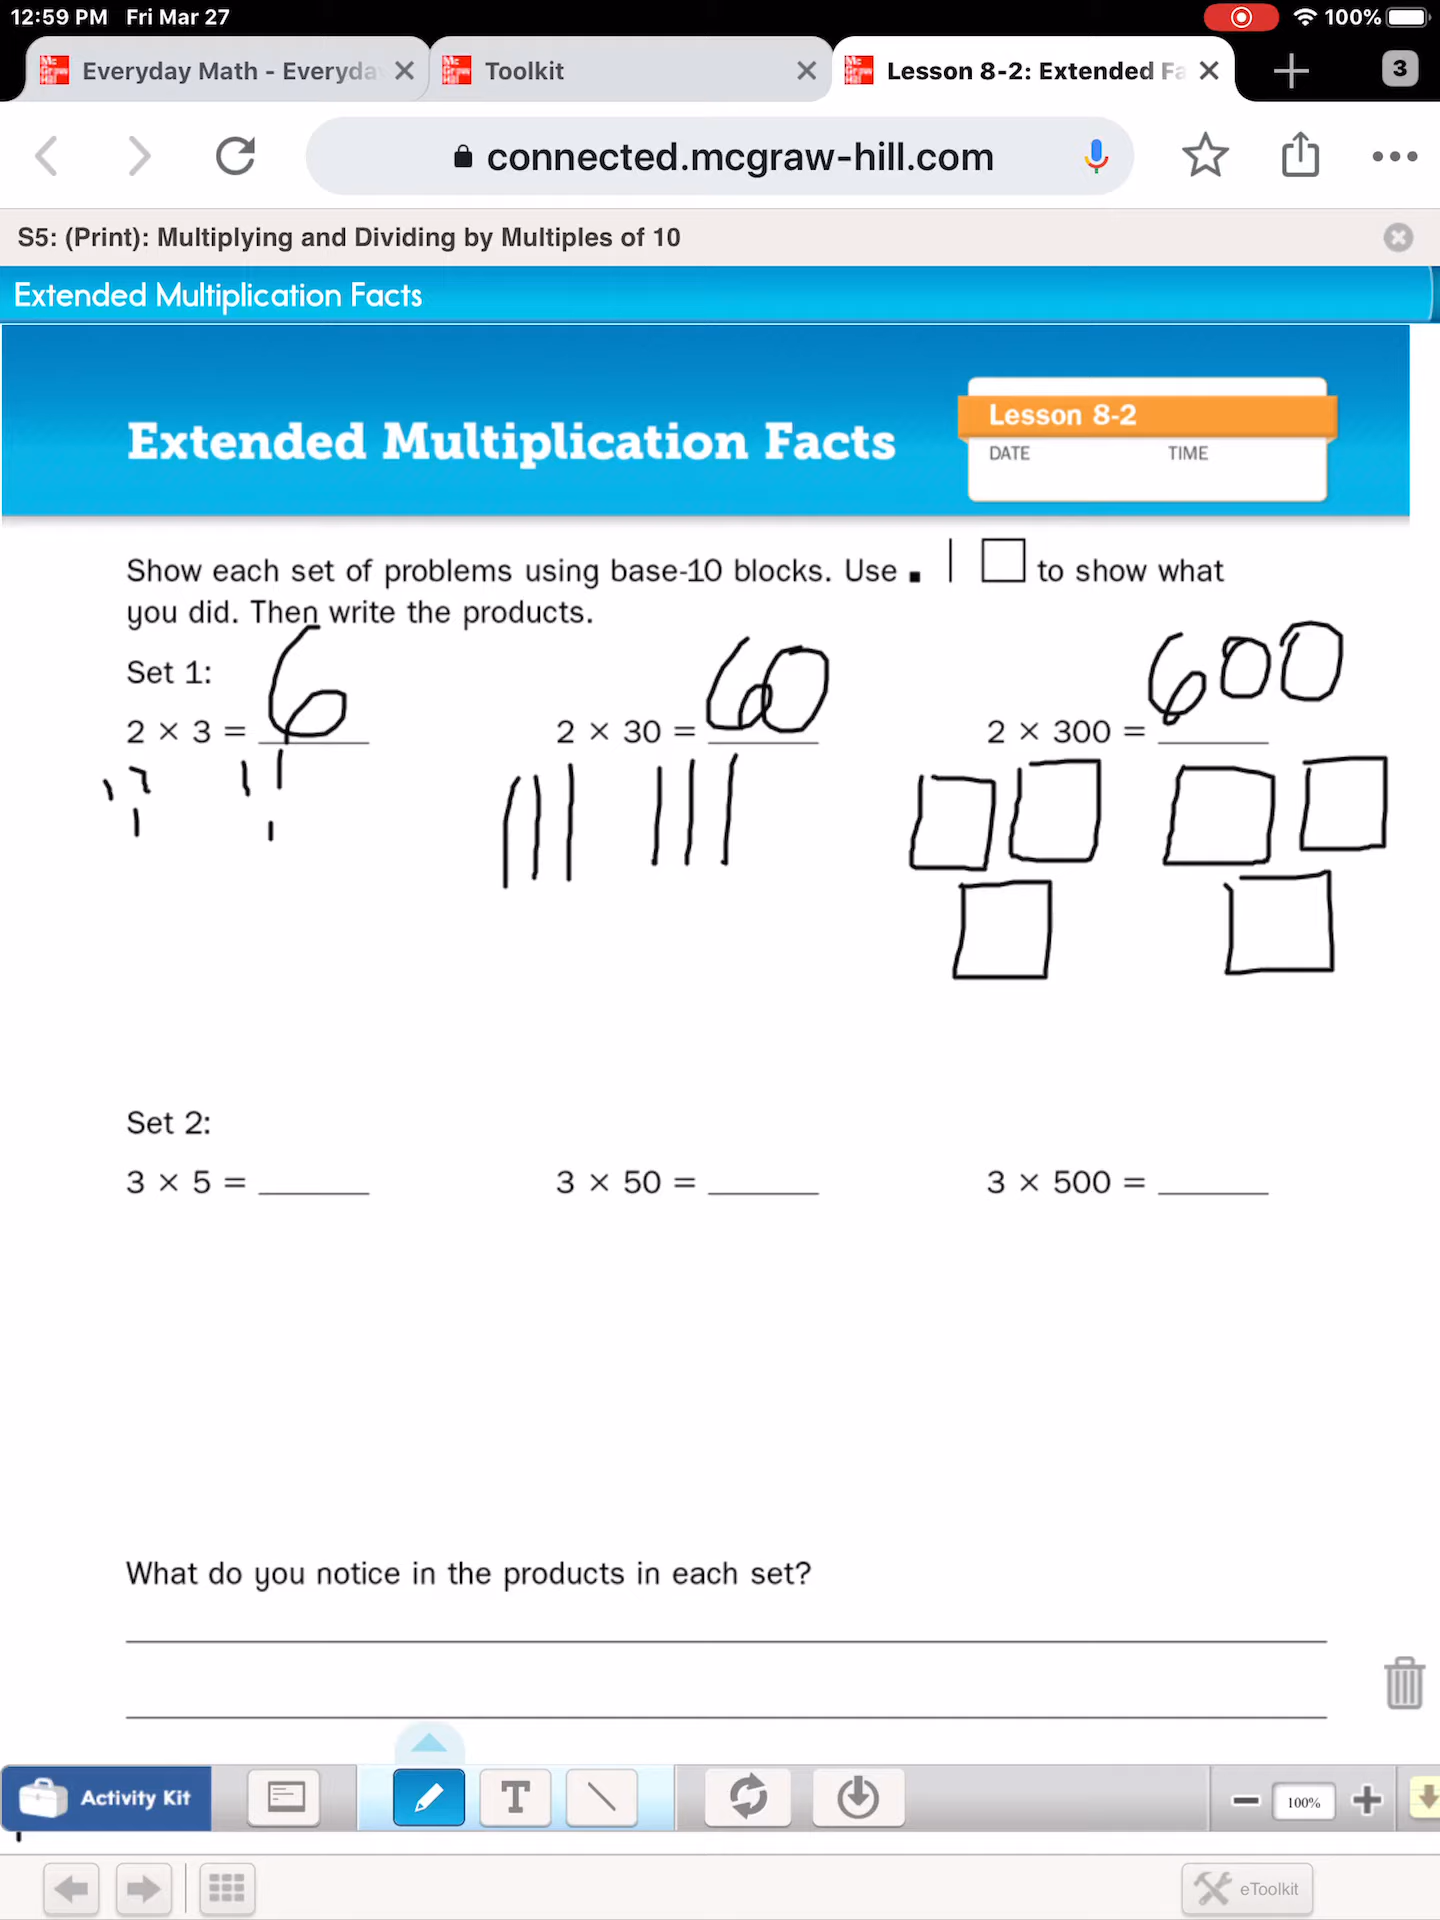 12:59 PM Fri Mar 27 100%
Everyday Math - Everyda Toolkit Lesson 8-2: Extended Fa 3
connected.mcgraw-hill.com
S5: (Print): Multiplying and Dividing by Multiples of 10
Extended Multiplication Facts
Extended Multiplication Facts
Lesson 8-2
DATE TIME
Show each set of problems using base-10 blocks. Use to show what
you did. Then write the products.
Set 1:
2 × 3 = 6 2 × 30 = 60 2 × 300 = 600
Set 2:
3 × 5 = 3 × 50 = 3 × 500 =
What do you notice in the products in each set?
Activity Kit T 100%
eToolkit